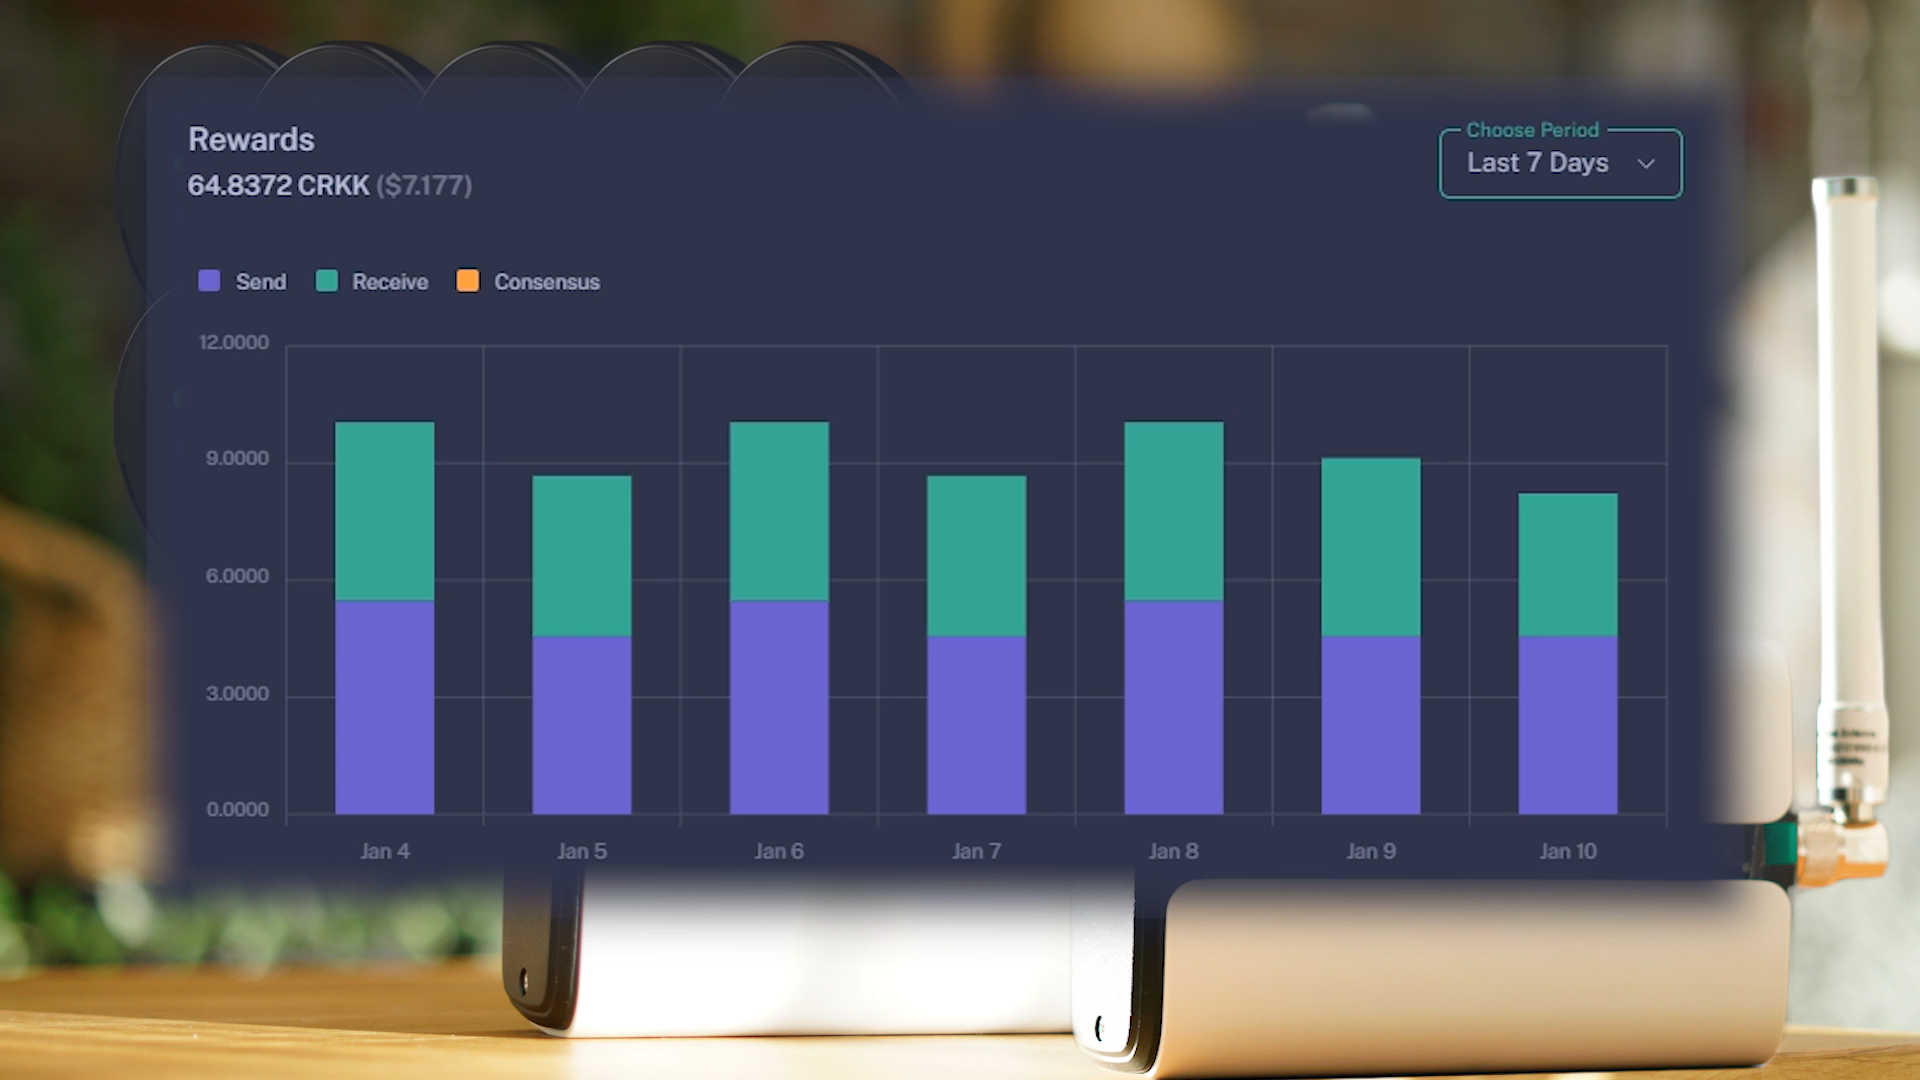 Rewards
64.8372 CRKK ($7.177)
Choose Period
Last 7 Days
Send Receive Consensus
12.0000
9.0000
6.0000
3.0000
0.0000
Jan 4 Jan 5 Jan 6 Jan 7 Jan 8 Jan 9 Jan 10